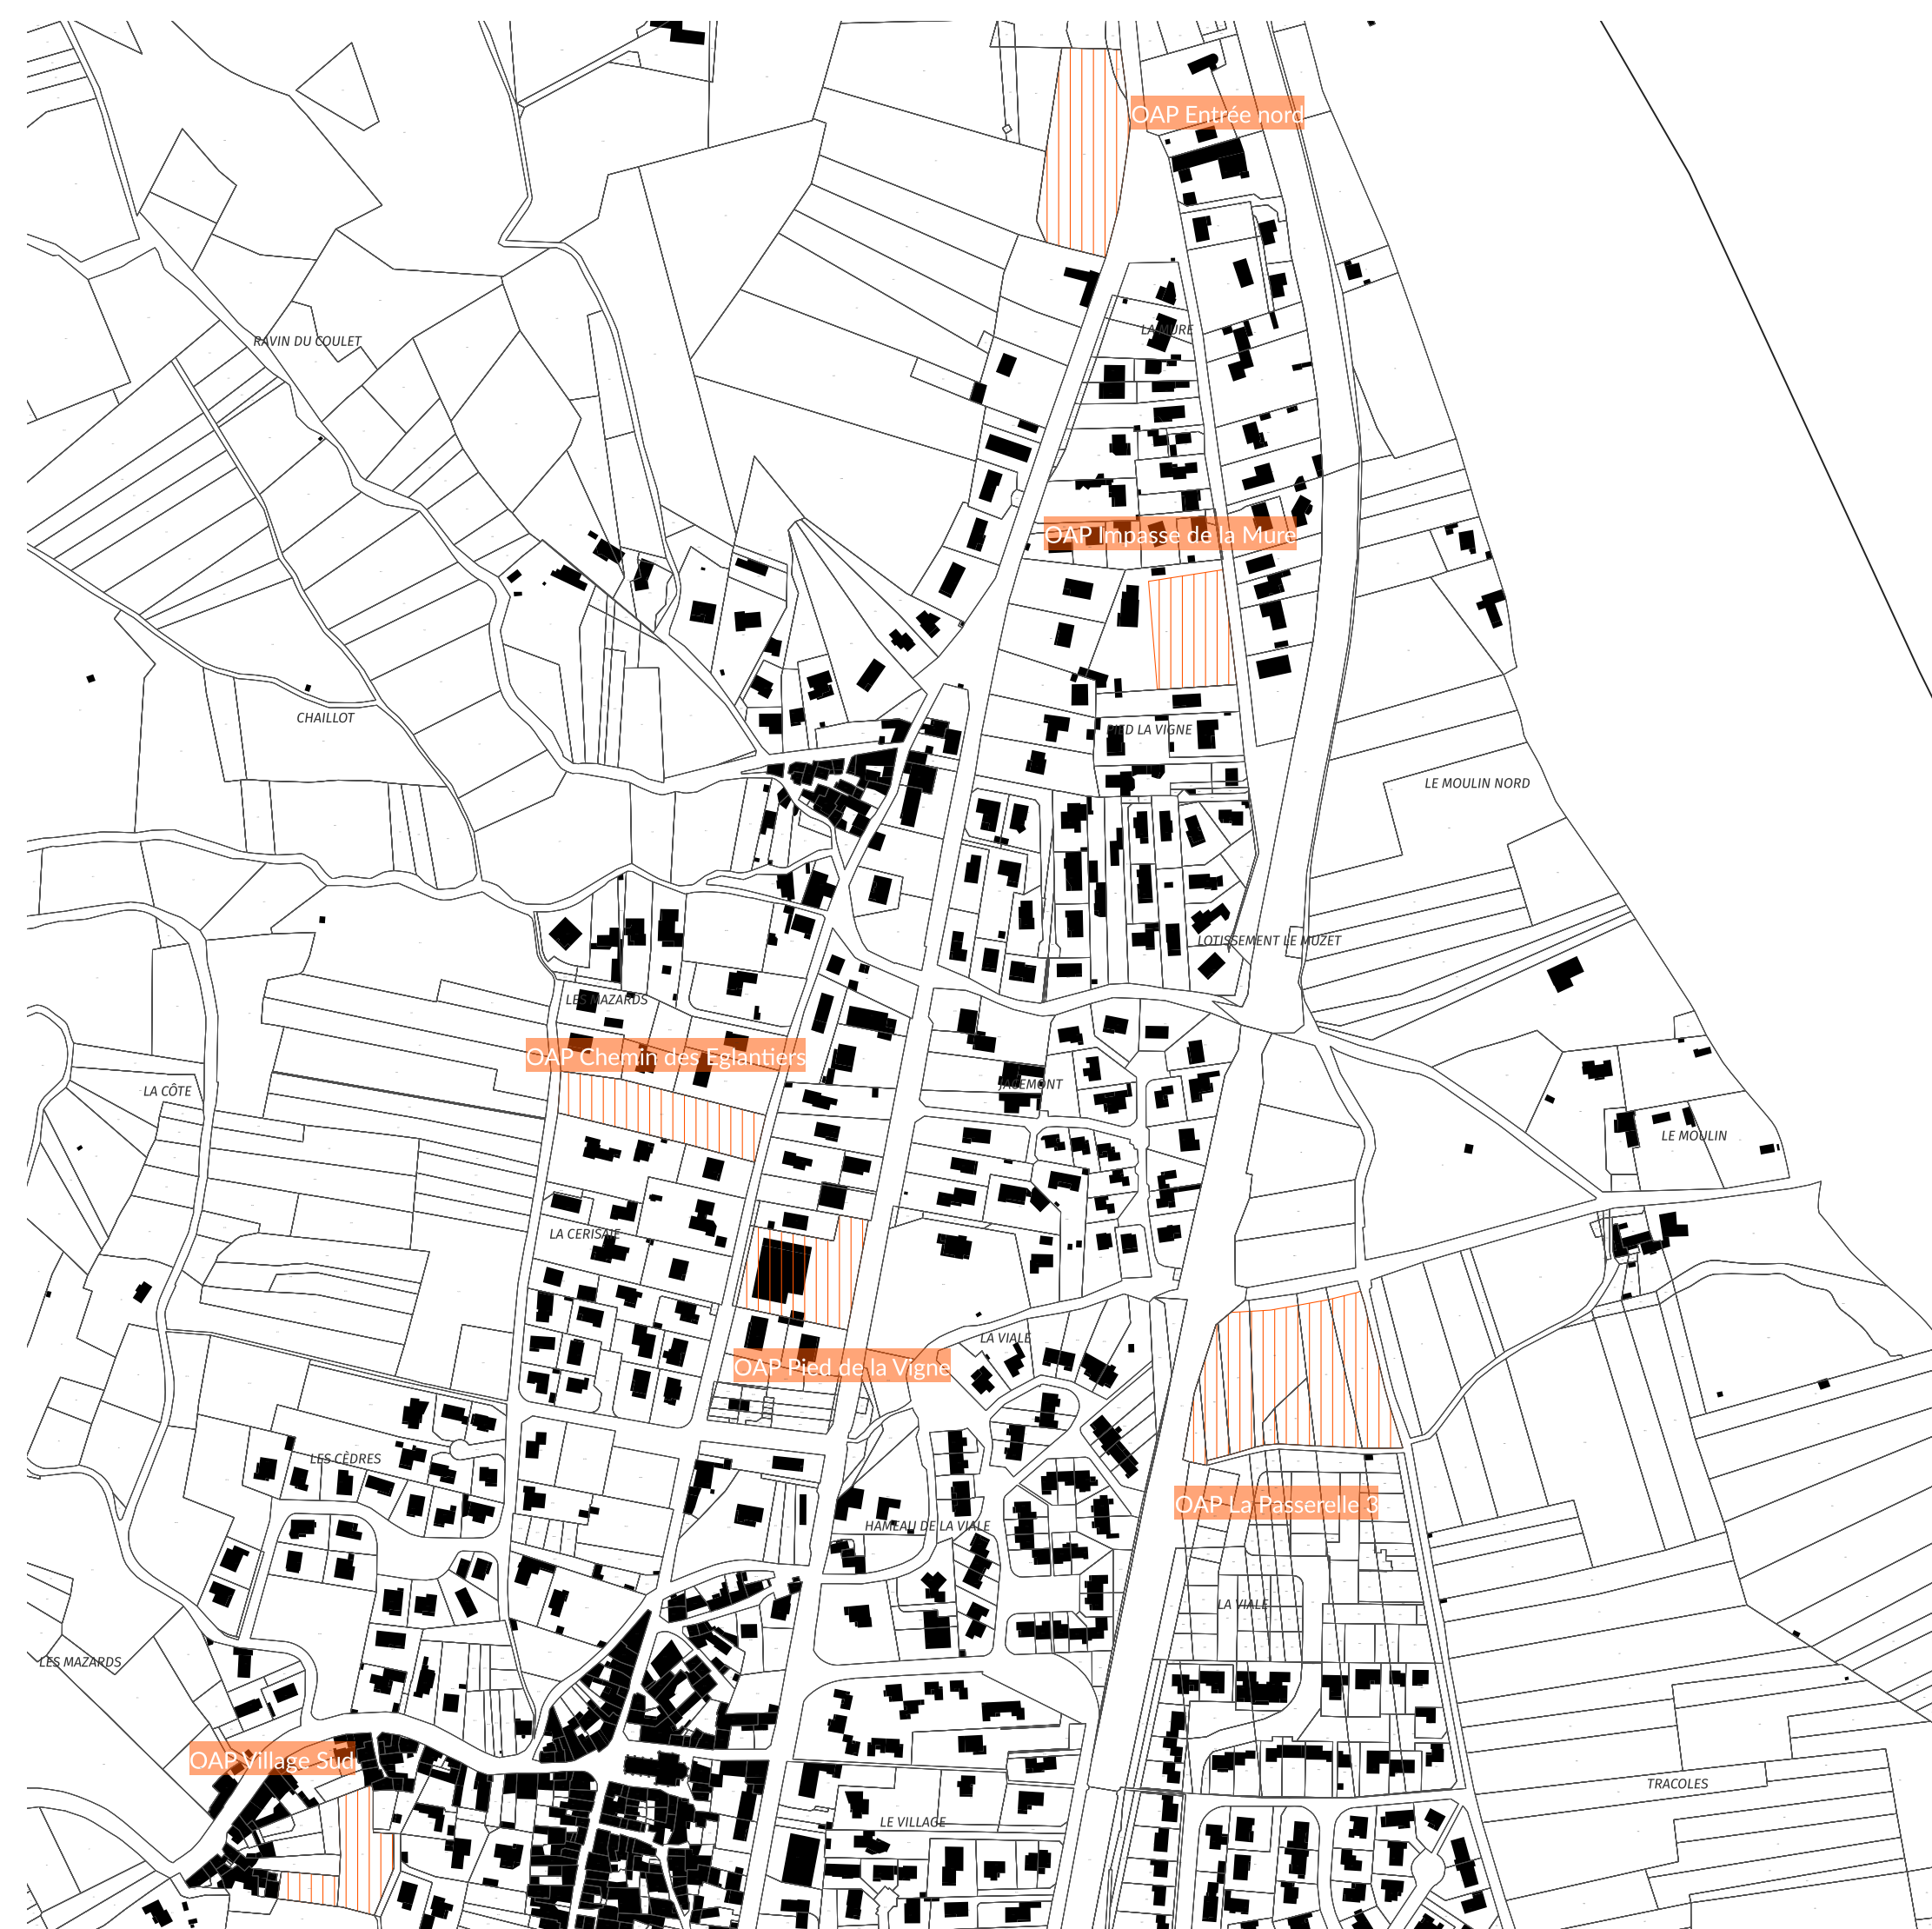 OAP Entrée nord
LA MURE
RAVIN DU COULET
OAP Impasse de la Mure
CHAILLOT
PIED LA VIGNE
LE MOULIN NORD
LOTISSEMENT LE MUZET
LES MAZARDS
OAP Chemin des Eglantiers
JACEMONT
LA CÔTE
LE MOULIN
LA CERISAIE
LA VIALE
OAP Pied de la Vigne
LES CÈDRES
OAP La Passerelle 3
HAMEAU DE LA VIALE
LA VIALE
LES MAZARDS
OAP Village Sud
TRACOLES
LE VILLAGE